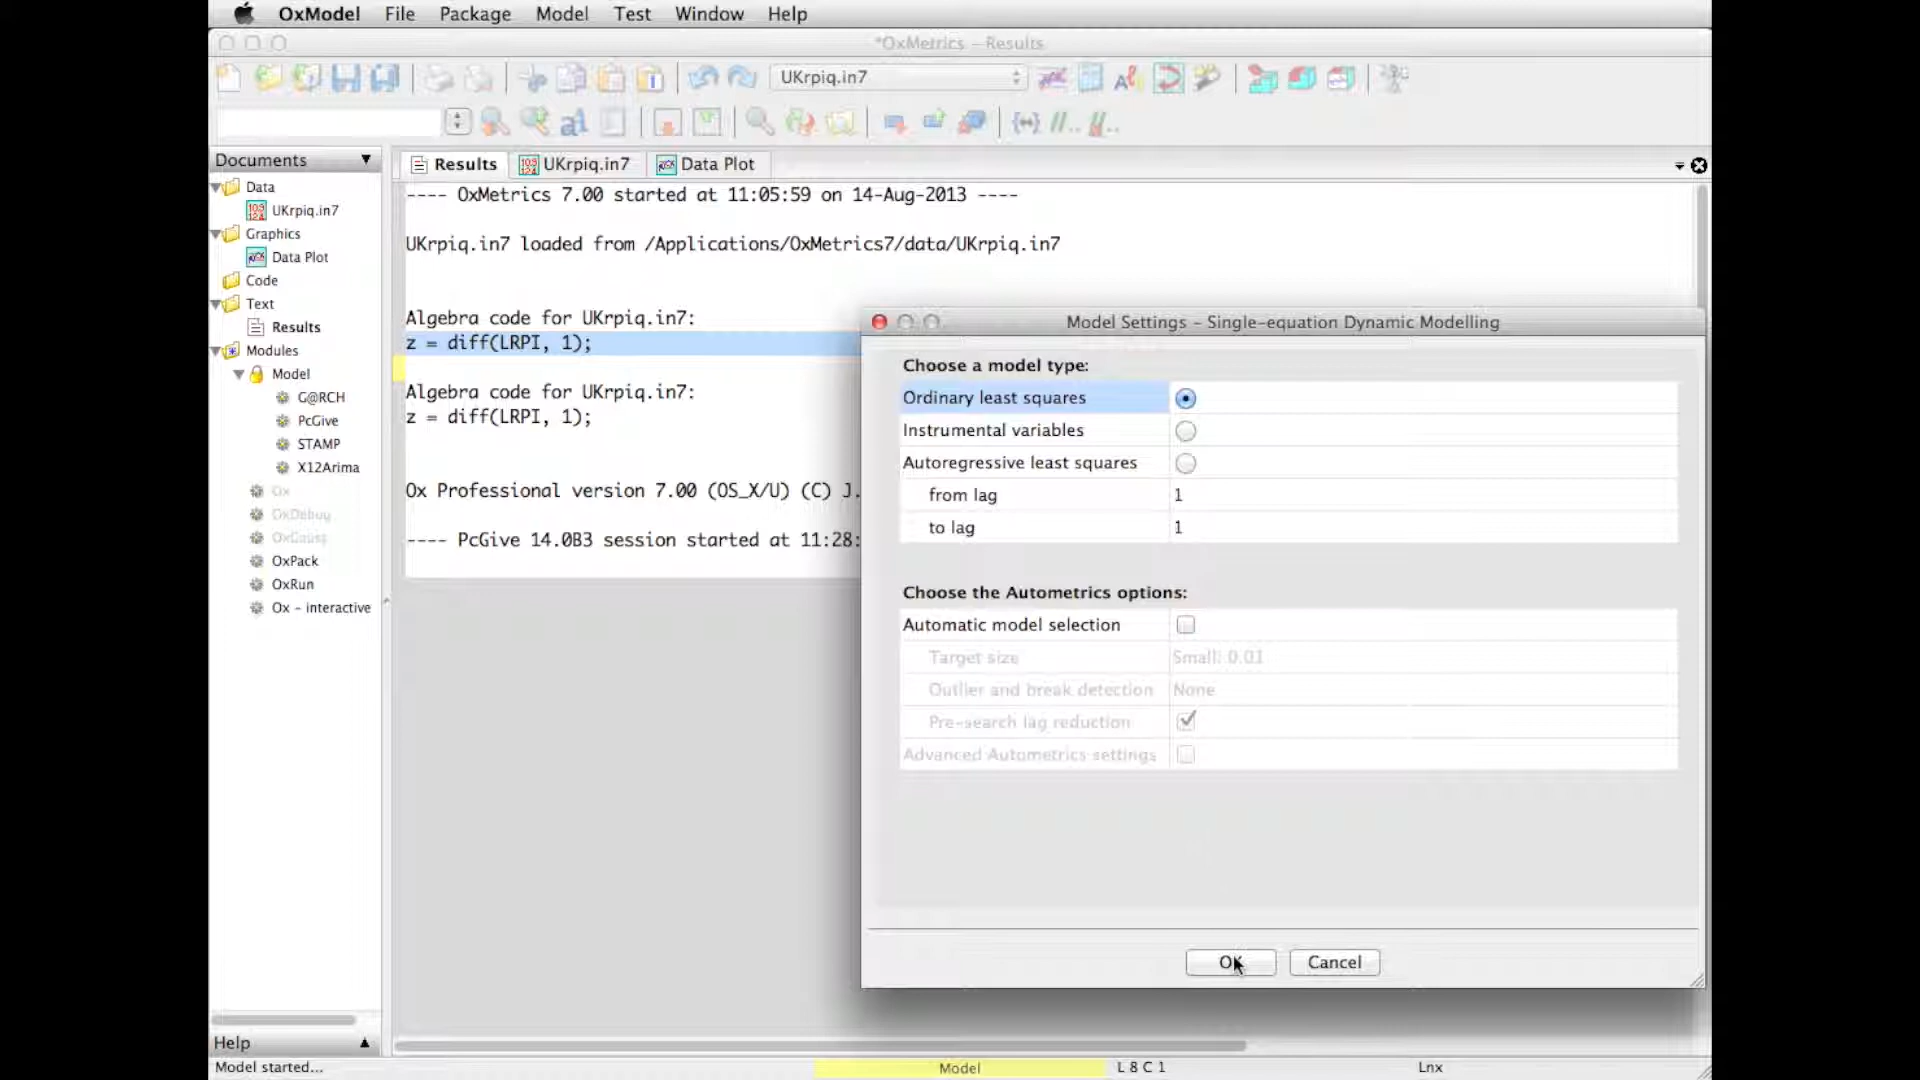 OxModel File Package Model Test Window Help
*OxMetrics - Results
UKrpiq.in7
Documents
Results UKrpiq.in7 Data Plot
Data
UKrpiq.in7
Graphics
Data Plot
Code
Text
Results
Modules
Model
G@RCH
PcGive
STAMP
X12Arima
Ox
OxDebug
OxGauss
OxPack
OxRun
Ox - interactive
---- OxMetrics 7.00 started at 11:05:59 on 14-Aug-2013 ----
UKrpiq.in7 loaded from /Applications/OxMetrics7/data/UKrpiq.in7
Algebra code for UKrpiq.in7:
z = diff(LRPI, 1);
Algebra code for UKrpiq.in7:
z = diff(LRPI, 1);
Ox Professional version 7.00 (OS_X/U) (C) J.
---- PcGive 14.0B3 session started at 11:28:
Model Settings - Single-equation Dynamic Modelling
Choose a model type:
Ordinary least squares
Instrumental variables
Autoregressive least squares
from lag 1
to lag 1
Choose the Autometrics options:
Automatic model selection
Target size Small: 0.01
Outlier and break detection None
Pre-search lag reduction
Advanced Autometrics settings
OK Cancel
Help
Model started... Model L 8 C 1 Lnx